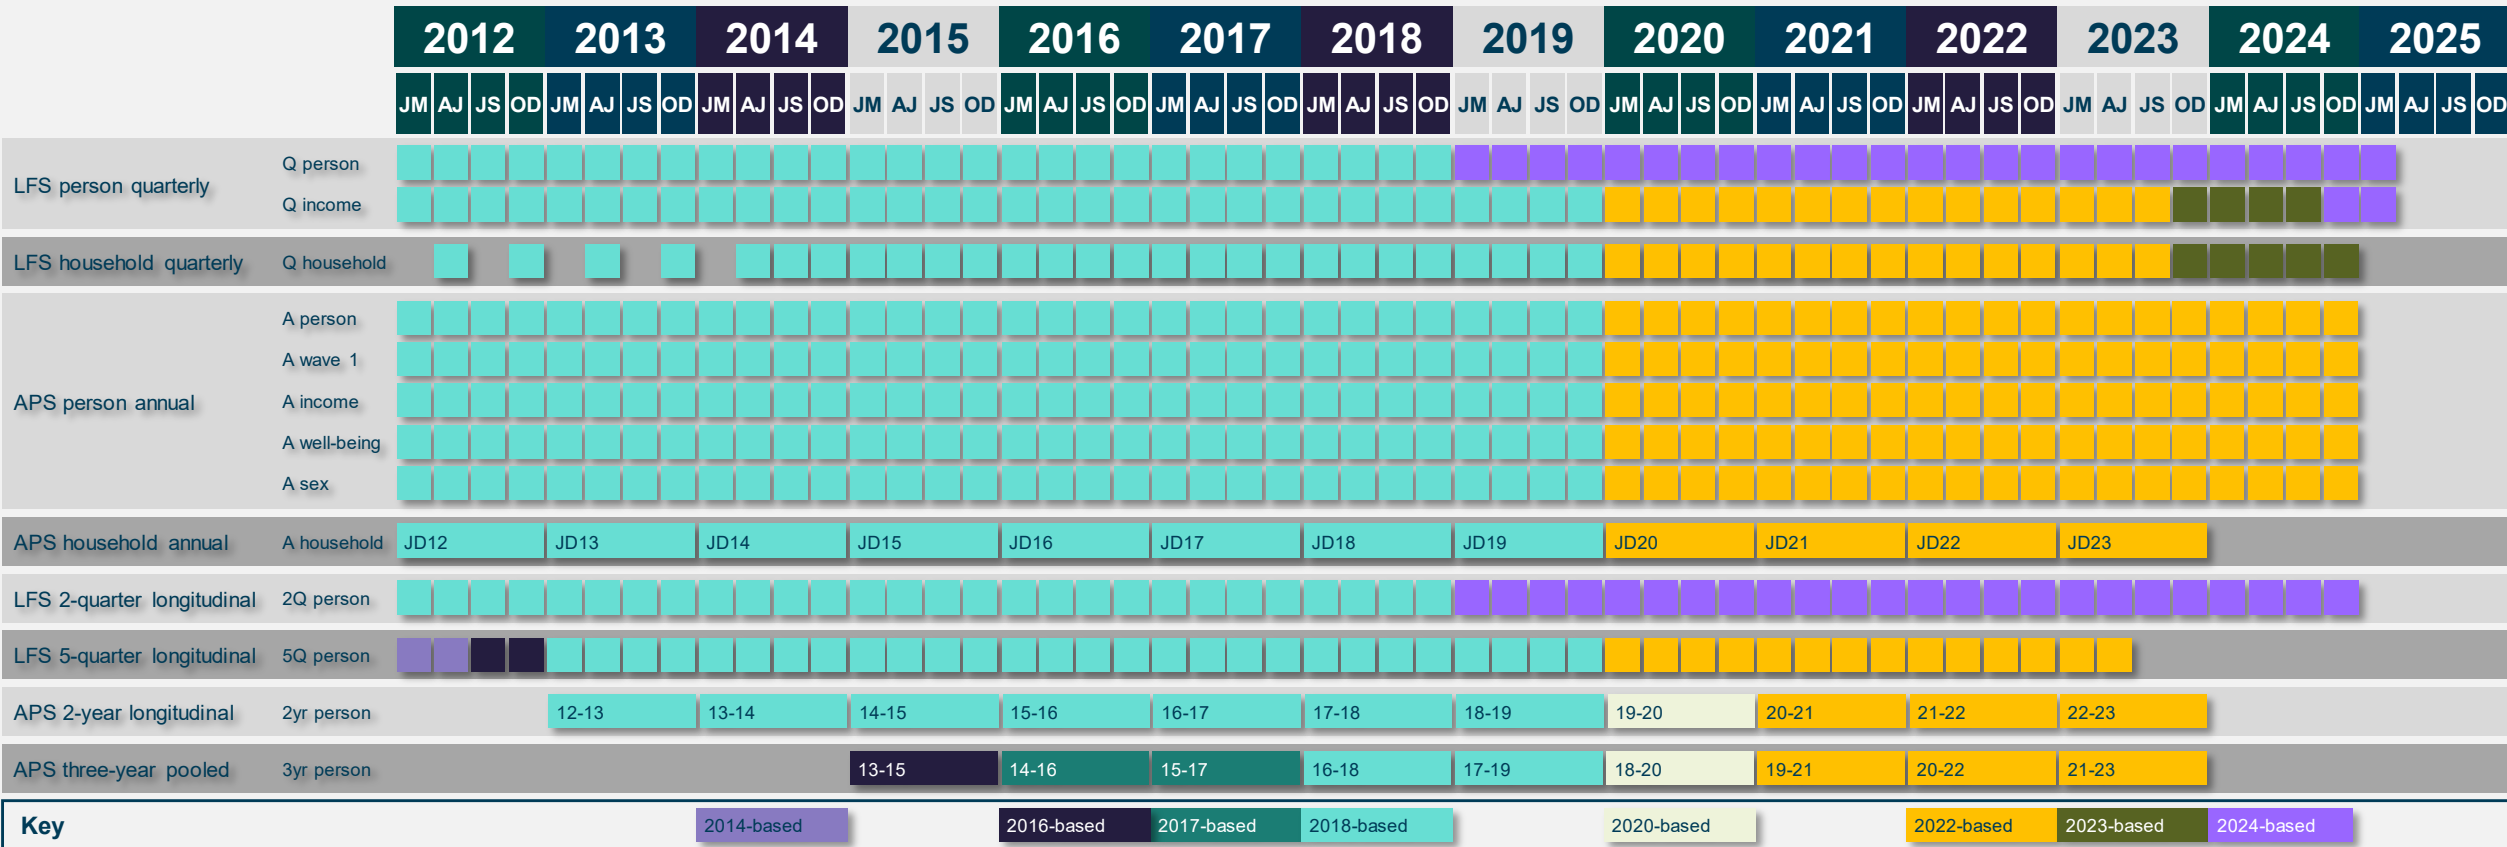 2012 2013 2014 2015 2016 2017 2018 2019 2020 2021 2022 2023 2024 2025
JM AJ JS OD JM AJ JS OD JM AJ JS OD JM AJ JS OD JM AJ JS OD JM AJ JS OD JM AJ JS OD JM AJ JS OD JM AJ JS OD JM AJ JS OD JM AJ JS OD JM AJ JS OD JM AJ JS OD JM AJ JS OD
LFS person quarterly
Q person
Q income
LFS household quarterly Q household
APS person annual
A person
A wave 1
A income
A well-being
A sex
APS household annual A household JD12 JD13 JD14 JD15 JD16 JD17 JD18 JD19 JD20 JD21 JD22 JD23
LFS 2-quarter longitudinal 2Q person
LFS 5-quarter longitudinal 5Q person
APS 2-year longitudinal 2yr person 12-13 13-14 14-15 15-16 16-17 17-18 18-19 19-20 20-21 21-22 22-23
APS three-year pooled 3yr person 13-15 14-16 15-17 16-18 17-19 18-20 19-21 20-22 21-23
Key 2014-based 2016-based 2017-based 2018-based 2020-based 2022-based 2023-based 2024-based